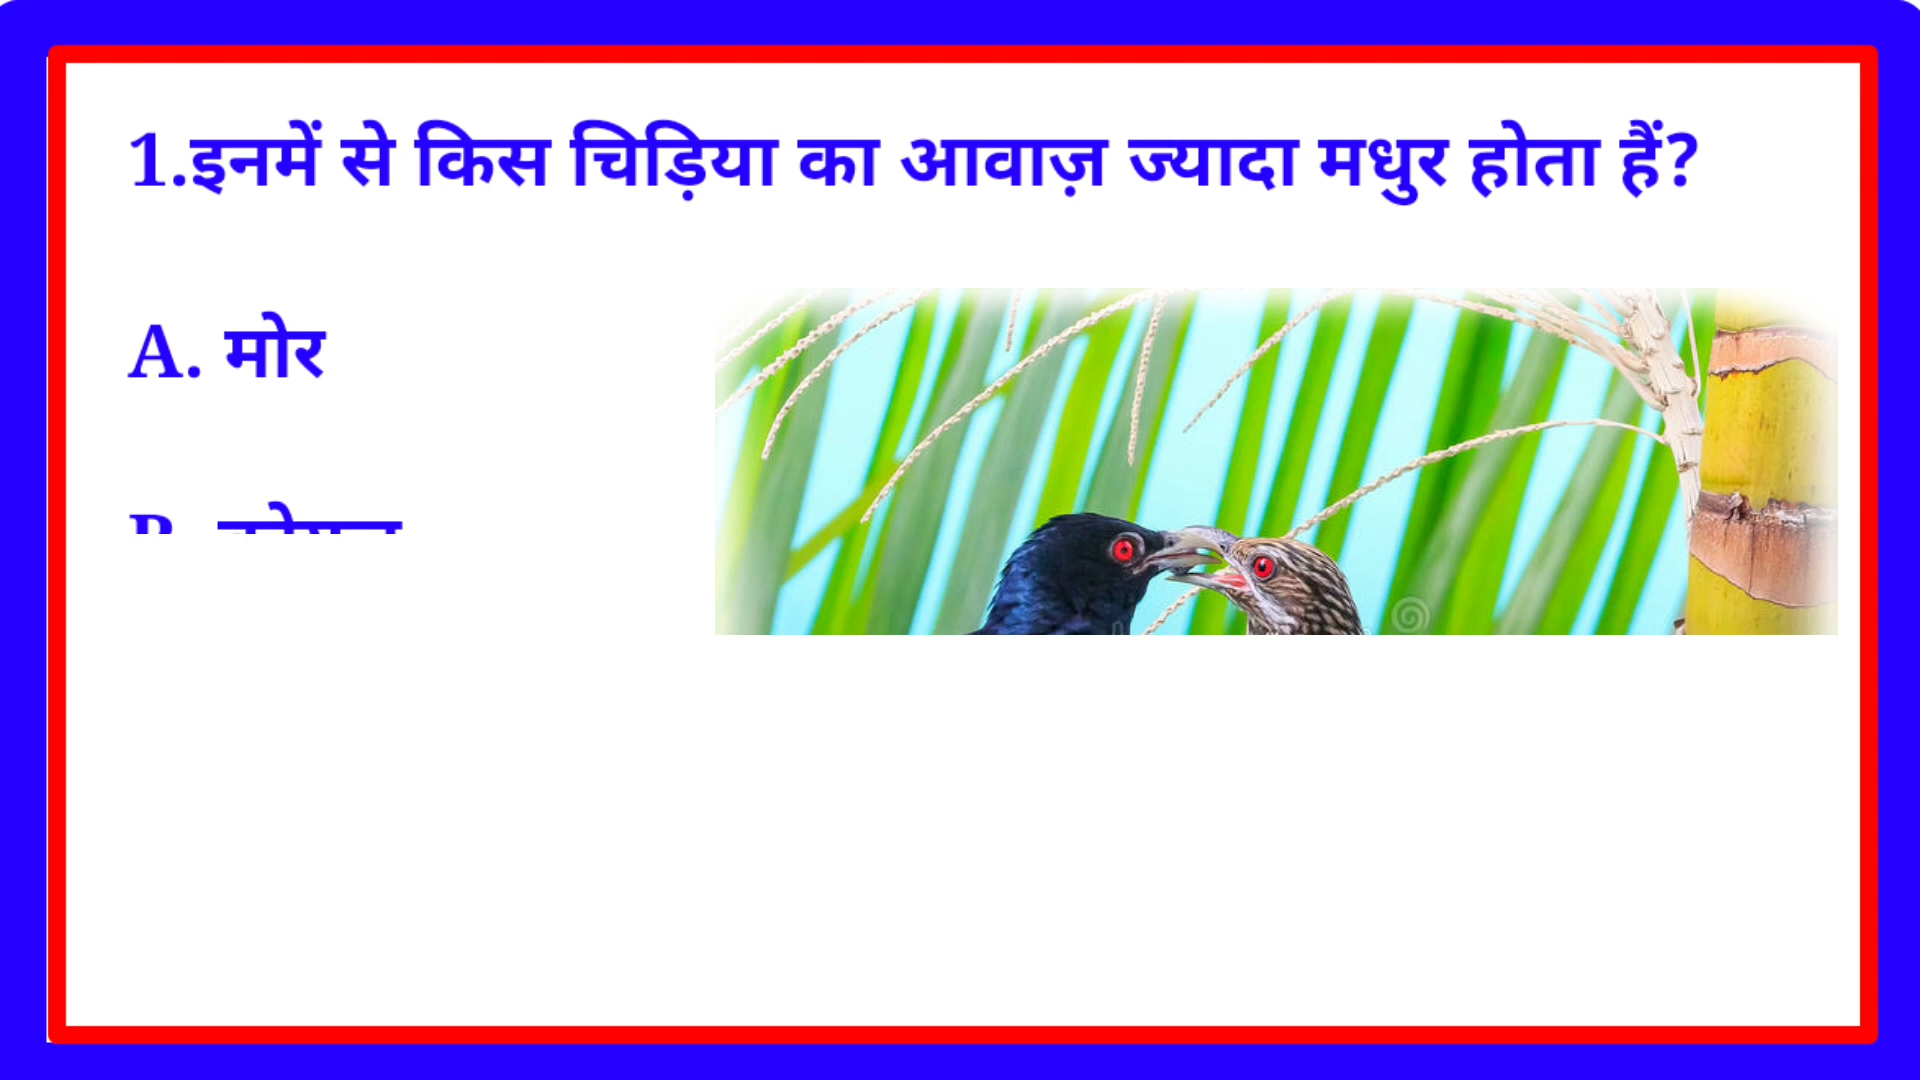 1.इनमें से किस चिड़िया का आवाज़ ज्यादा मधुर होता हैं?
A. मोर